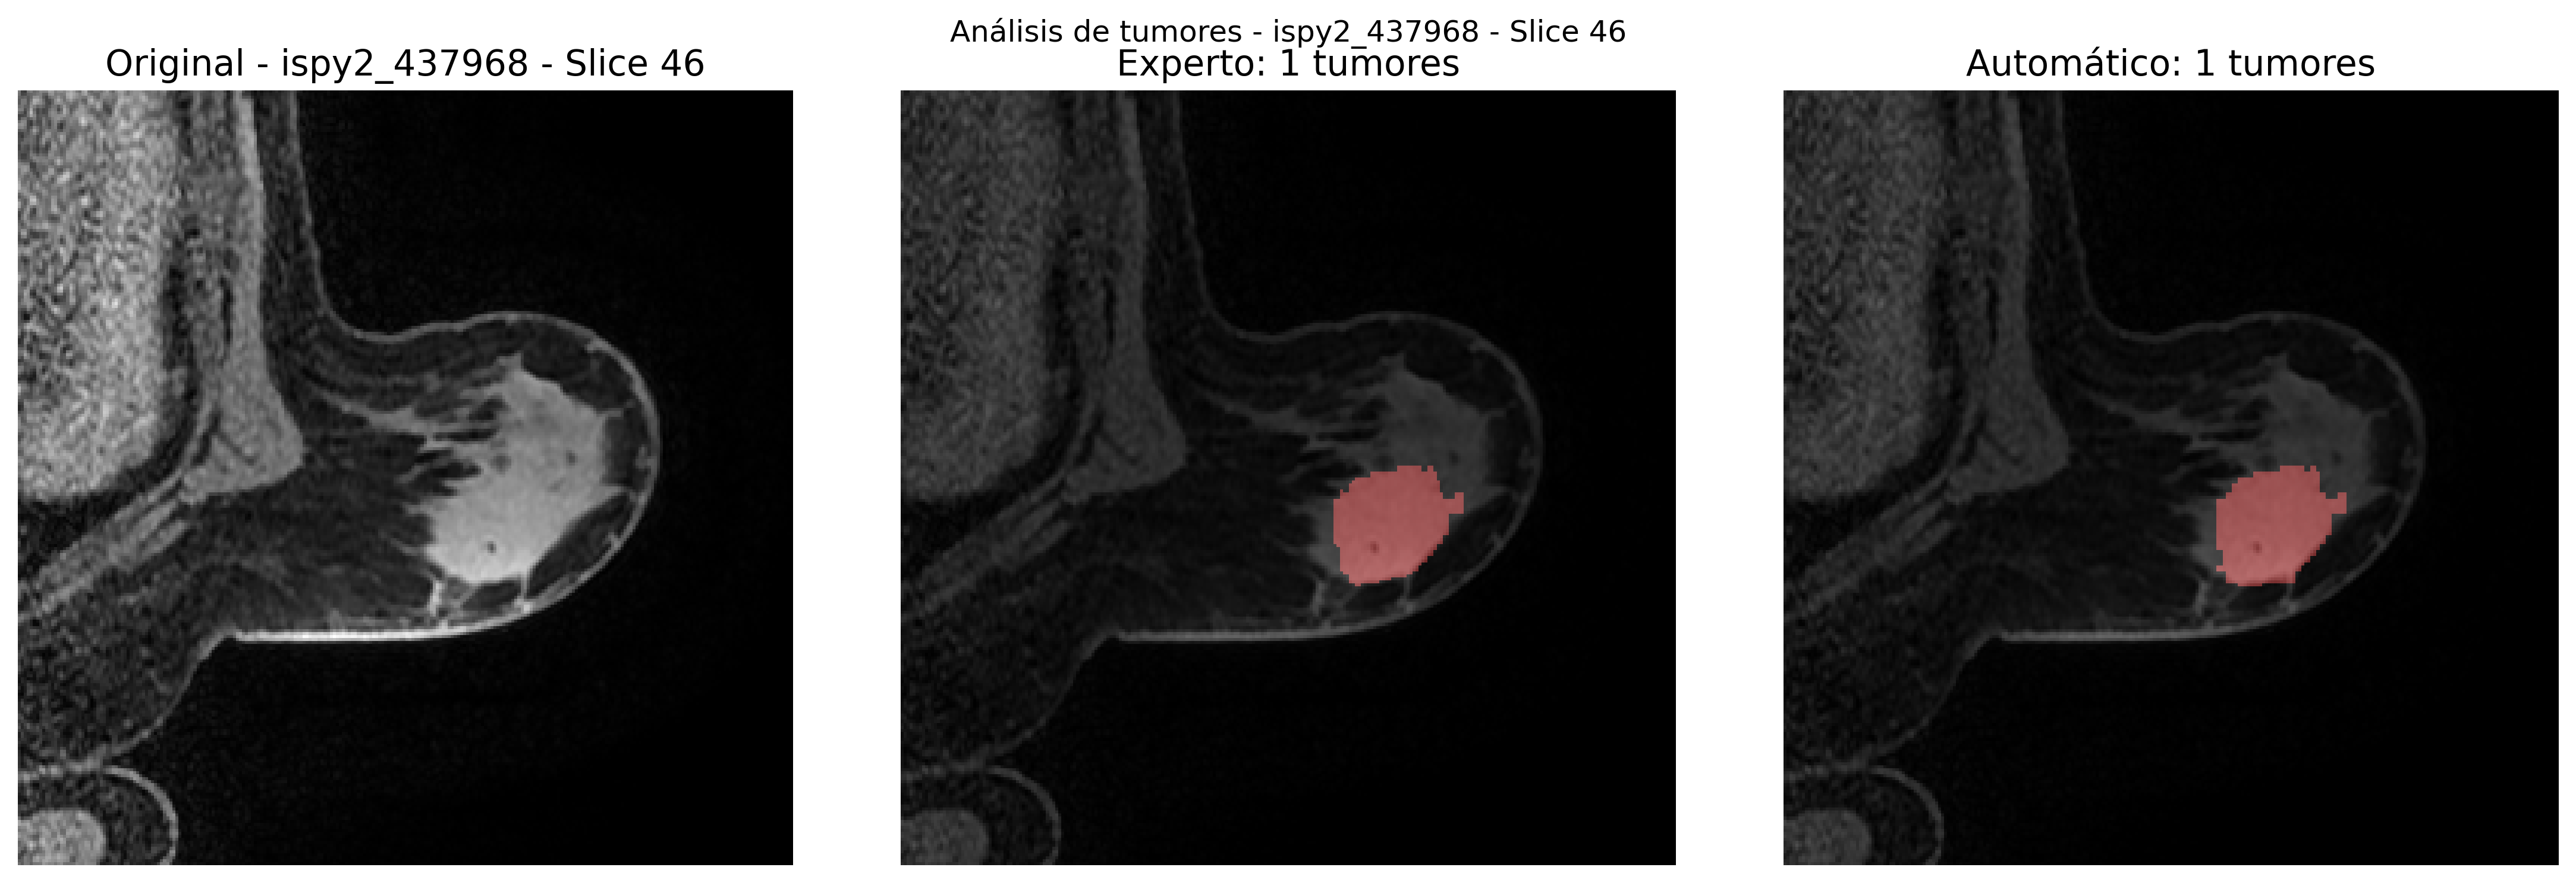 Análisis de tumores - ispy2_437968 - Slice 46
Original - ispy2_437968 - Slice 46
Experto: 1 tumores
Automático: 1 tumores